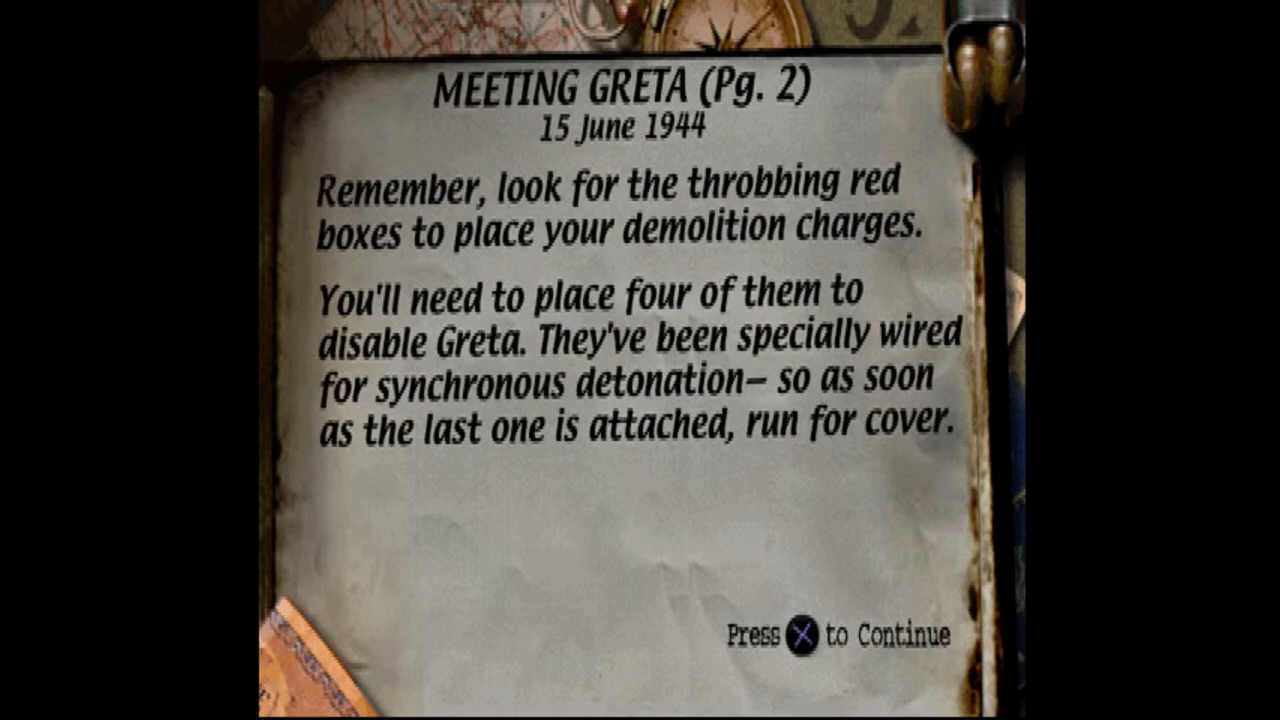 MEETING GRETA (Pg. 2)
15 June 1944
Remember, look for the throbbing red
boxes to place your demolition charges.
You'll need to place four of them to
disable Greta. They've been specially wired
for synchronous detonation– so as soon
as the last one is attached, run for cover.
Press X to Continue